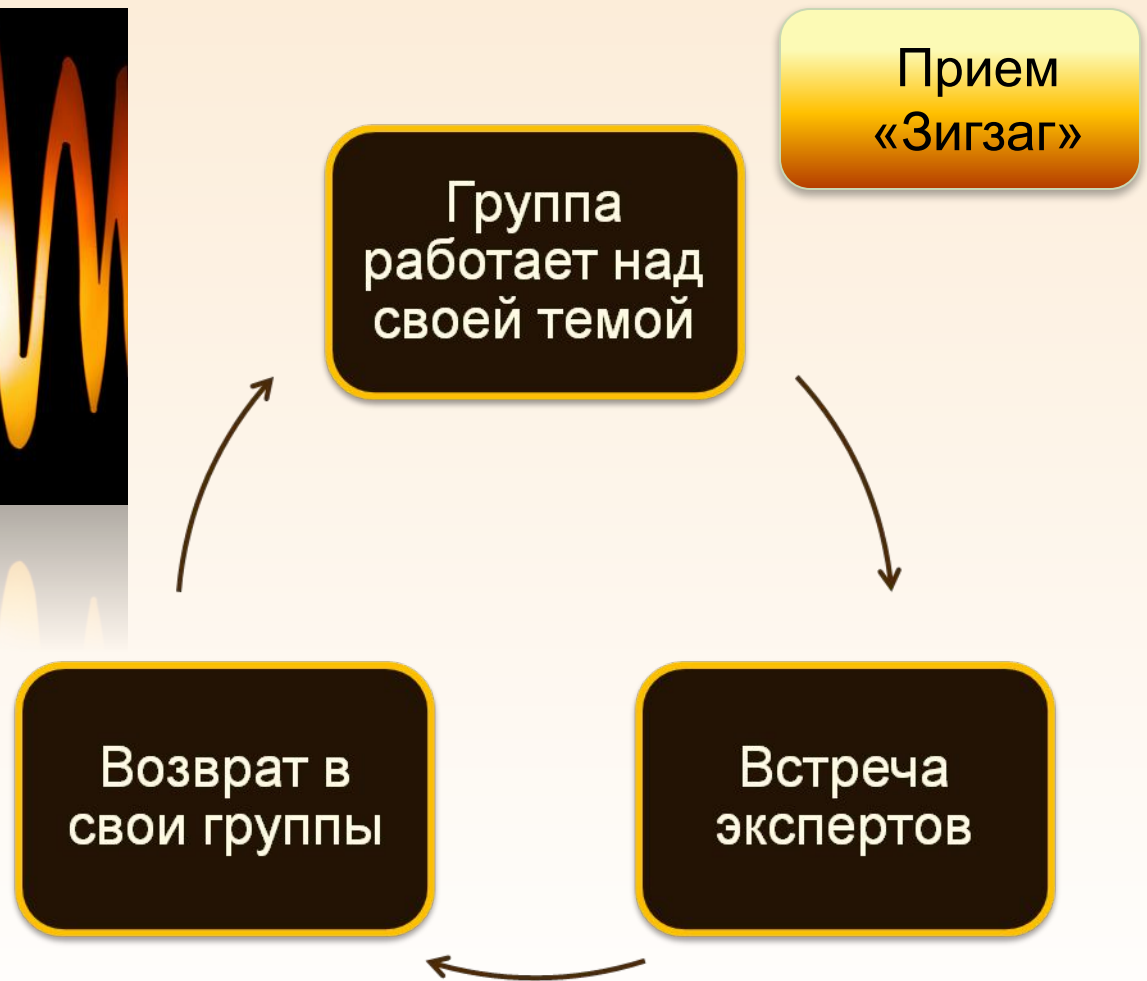 Прием
«Зигзаг»
Группа
работает над
своей темой
Встреча
экспертов
Возврат в
свои группы